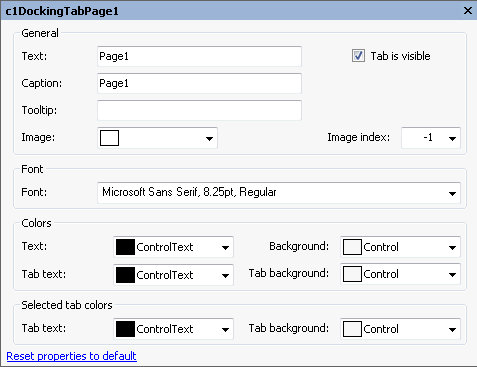 c1DockingTabPage1
General
Text: Page1 Tab is visible
Caption: Page1
Tooltip:
Image: Image index: -1
Font
Font: Microsoft Sans Serif, 8.25pt, Regular
Colors
Text: ControlText Background: Control
Tab text: ControlText Tab background: Control
Selected tab colors
Tab text: ControlText Tab background: Control
Reset properties to default